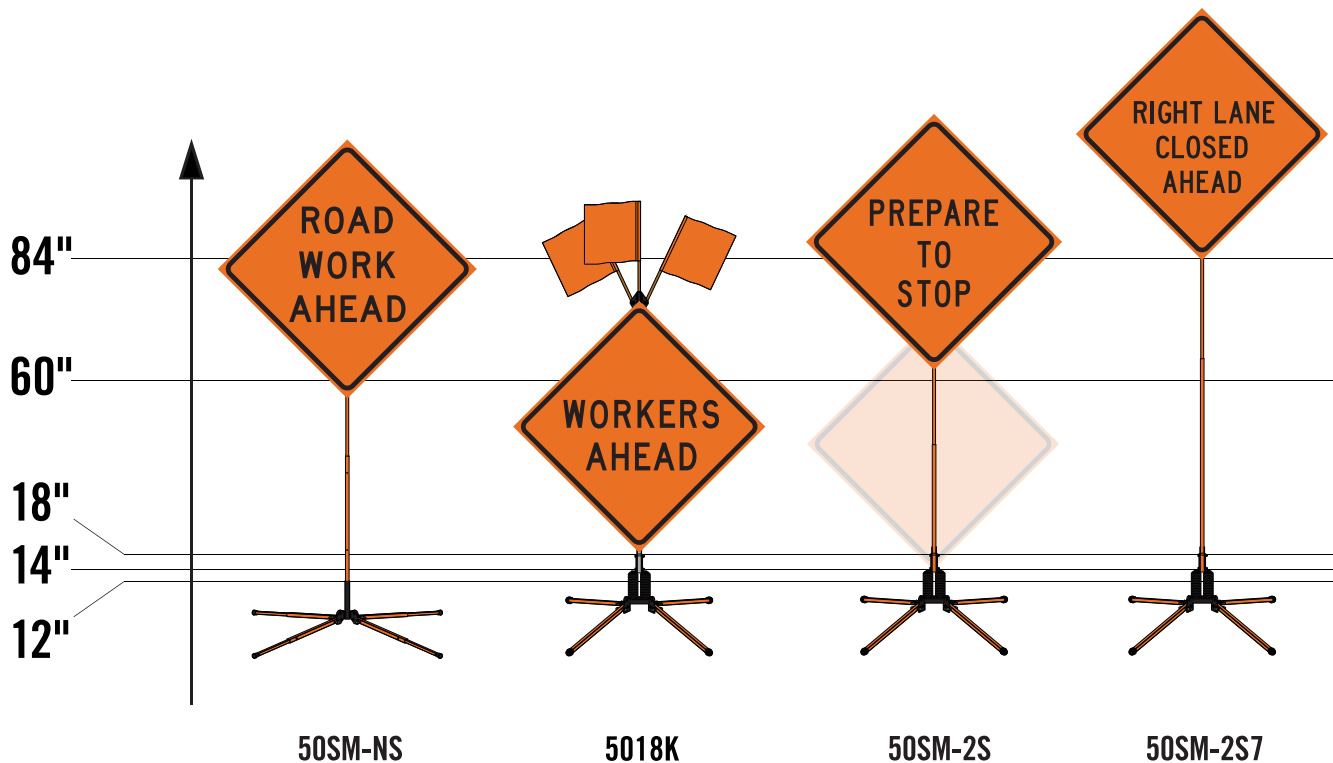 84"
60"
18"
14"
12"
ROAD
WORK
AHEAD
WORKERS
AHEAD
PREPARE
TO
STOP
RIGHT LANE
CLOSED
AHEAD
50SM-NS
5018K
50SM-2S
50SM-2S7